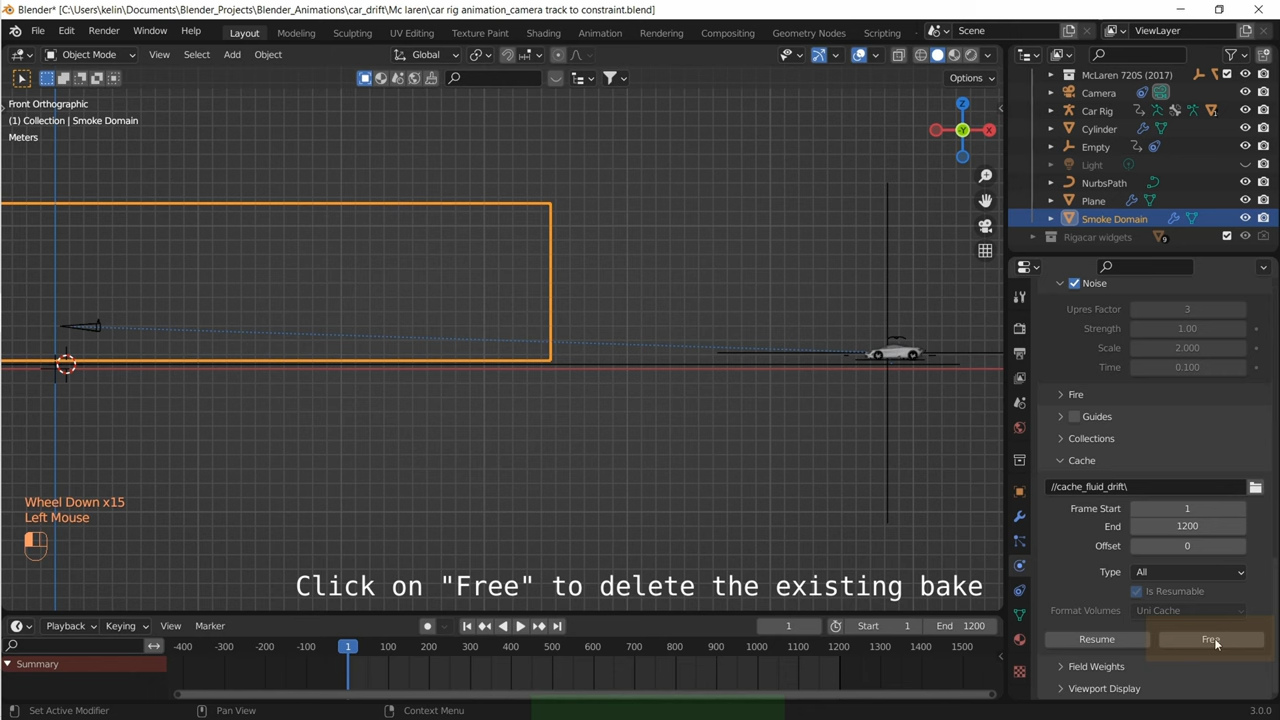 Blender* [C:\Users\kelin\Documents\Blender_Projects\Blender_Animations\car_drift\Mc laren\car rig animation_camera track to constraint.blend]
File Edit Render Window Help Layout Modeling Sculpting UV Editing Texture Paint Shading Animation Rendering Compositing Geometry Nodes Scripting Scene ViewLayer
Object Mode View Select Add Object Global
Options
Front Orthographic
(1) Collection | Smoke Domain
Meters
Z
X
-Y
McLaren 720S (2017)
Camera
Car Rig
1
Cylinder
Empty
Light
NurbsPath
Plane
Smoke Domain
Rigacar widgets 9
Noise
Upres Factor 3
Strength 1.00
Scale 2.000
Time 0.100
Fire
Guides
Collections
Cache
//cache_fluid_drift\
Frame Start 1
End 1200
Offset 0
Type All
Is Resumable
Format Volumes Uni Cache
Resume Free
Field Weights
Viewport Display
Wheel Down x15
Left Mouse
Click on "Free" to delete the existing bake
Playback Keying View Marker 1 Start 1 End 1200
-400 -300 -200 -100 1 100 200 300 400 500 600 700 800 900 1000 1100 1200 1300 1400 1500
Summary
Set Active Modifier Pan View Context Menu 3.0.0